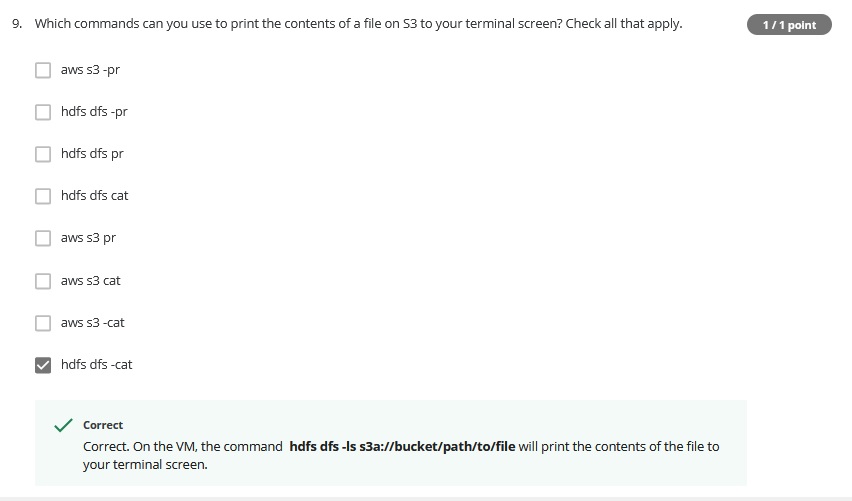 9. Which commands can you use to print the contents of a file on S3 to your terminal screen? Check all that apply.
1 / 1 point
aws s3 -pr
hdfs dfs -pr
hdfs dfs pr
hdfs dfs cat
aws s3 pr
aws s3 cat
aws s3 -cat
hdfs dfs -cat
Correct
Correct. On the VM, the command hdfs dfs -ls s3a://bucket/path/to/file will print the contents of the file to
your terminal screen.